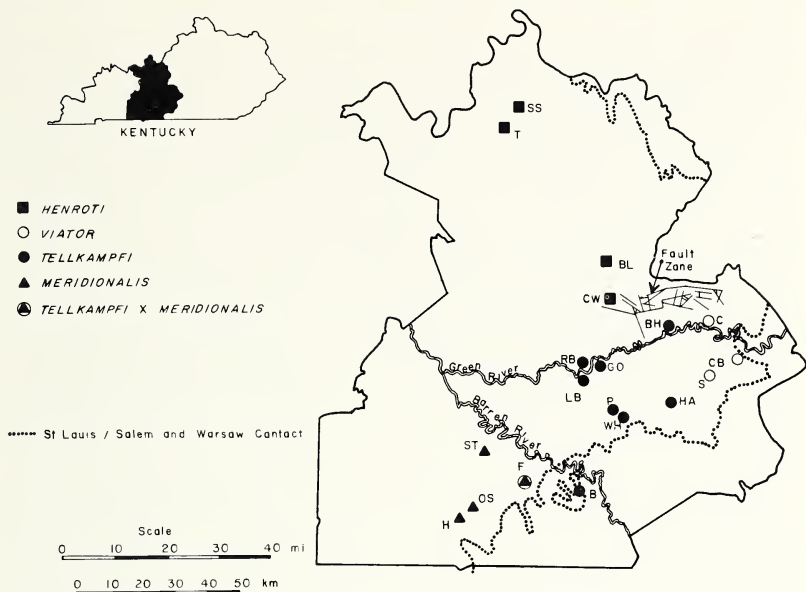 KENTUCKY
HENROTI
VIATOR
TELLKAMPFI
MERIDIONALIS
TELLKAMPFI X MERIDIONALIS
St Louis / Salem and Warsaw Contact
Scale
0 10 20 30 40 mi
0 10 20 30 40 50 km
SS
T
BL
Fault
Zone
CW
BH
C
RB
GO
CB
S
Green River
LB
P
HA
WH
Barren River
ST
F
B
OS
H